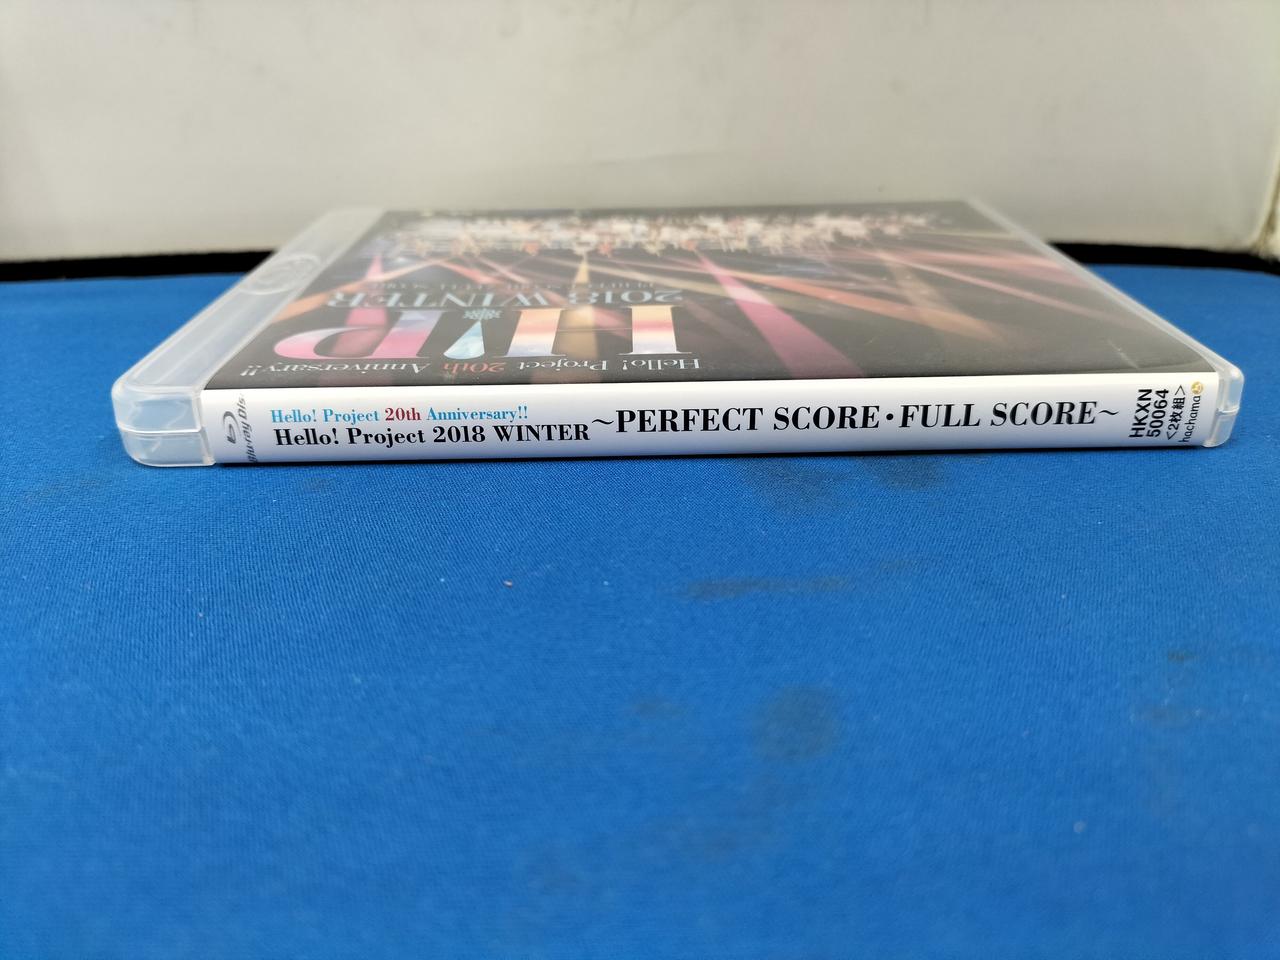 Hello! Project 20th Anniversary!!
H!P
2018 WINTER
Blu-ray Disc
Hello! Project 20th Anniversary!!
Hello! Project 2018 WINTER
~PERFECT SCORE・FULL SCORE~
HKXN
50064
<2枚組>
hachama